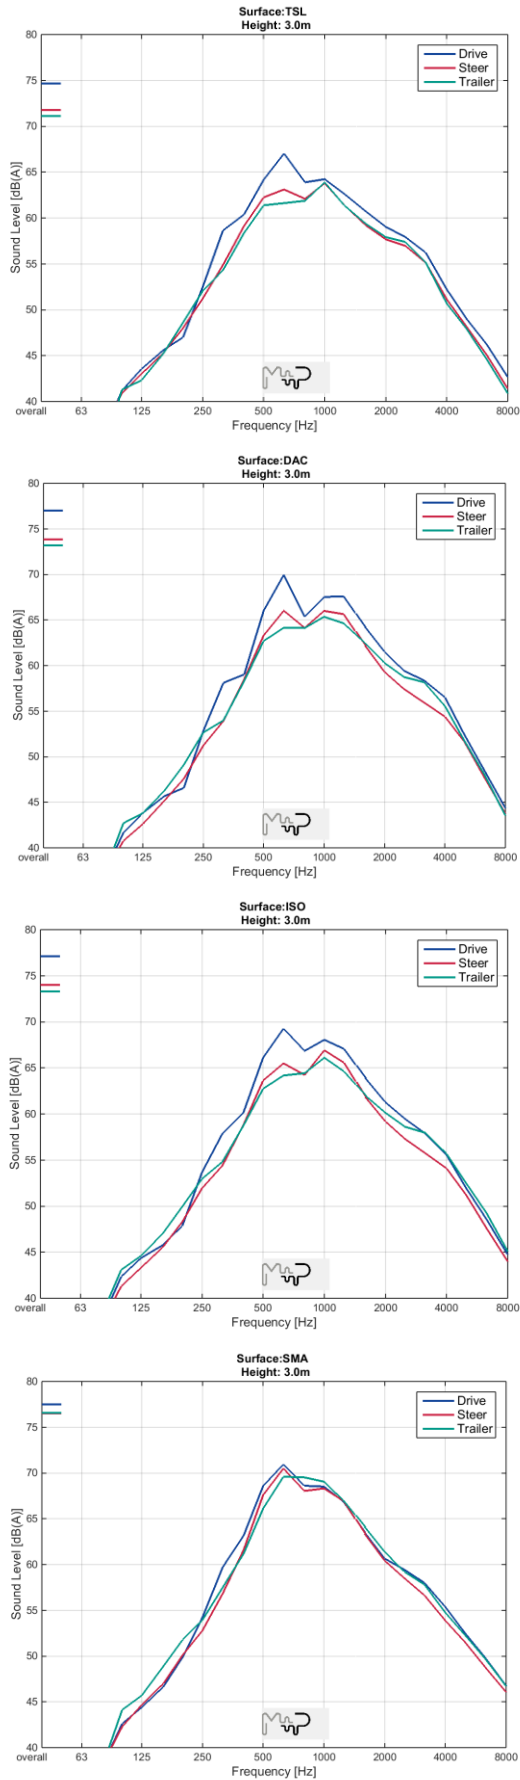 Surface:TSL
Height: 3.0m
Drive
Steer
Trailer
Sound Level [dB(A)]
80
75
70
65
60
55
50
45
40
overall
63
125
250
500
1000
2000
4000
8000
Frequency [Hz]
Surface:DAC
Height: 3.0m
Drive
Steer
Trailer
Sound Level [dB(A)]
80
75
70
65
60
55
50
45
40
overall
63
125
250
500
1000
2000
4000
8000
Frequency [Hz]
Surface:ISO
Height: 3.0m
Drive
Steer
Trailer
Sound Level [dB(A)]
80
75
70
65
60
55
50
45
40
overall
63
125
250
500
1000
2000
4000
8000
Frequency [Hz]
Surface:SMA
Height: 3.0m
Drive
Steer
Trailer
Sound Level [dB(A)]
80
75
70
65
60
55
50
45
40
overall
63
125
250
500
1000
2000
4000
8000
Frequency [Hz]